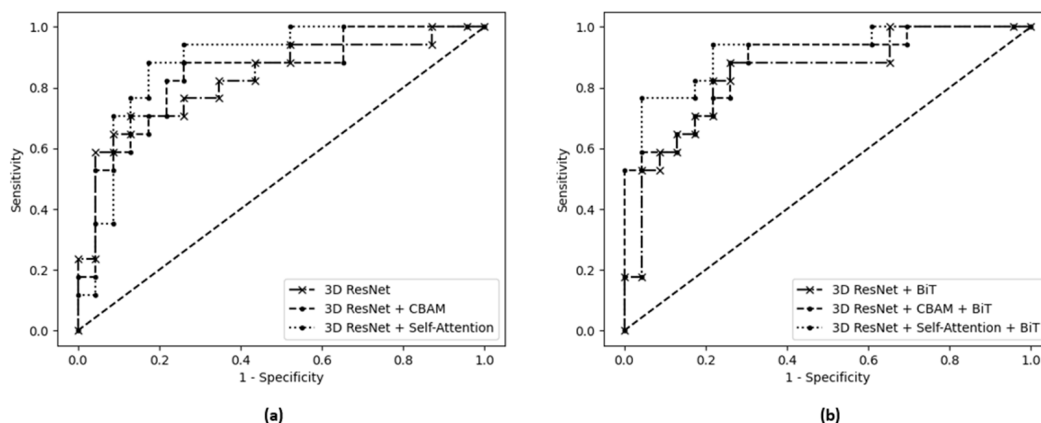 1.0
0.8
0.6
0.4
0.2
0.0
Sensitivity
0.0 0.2 0.4 0.6 0.8 1.0
1 - Specificity
3D ResNet
3D ResNet + CBAM
3D ResNet + Self-Attention
(a)
1.0
0.8
0.6
0.4
0.2
0.0
Sensitivity
0.0 0.2 0.4 0.6 0.8 1.0
1 - Specificity
3D ResNet + BiT
3D ResNet + CBAM + BiT
3D ResNet + Self-Attention + BiT
(b)